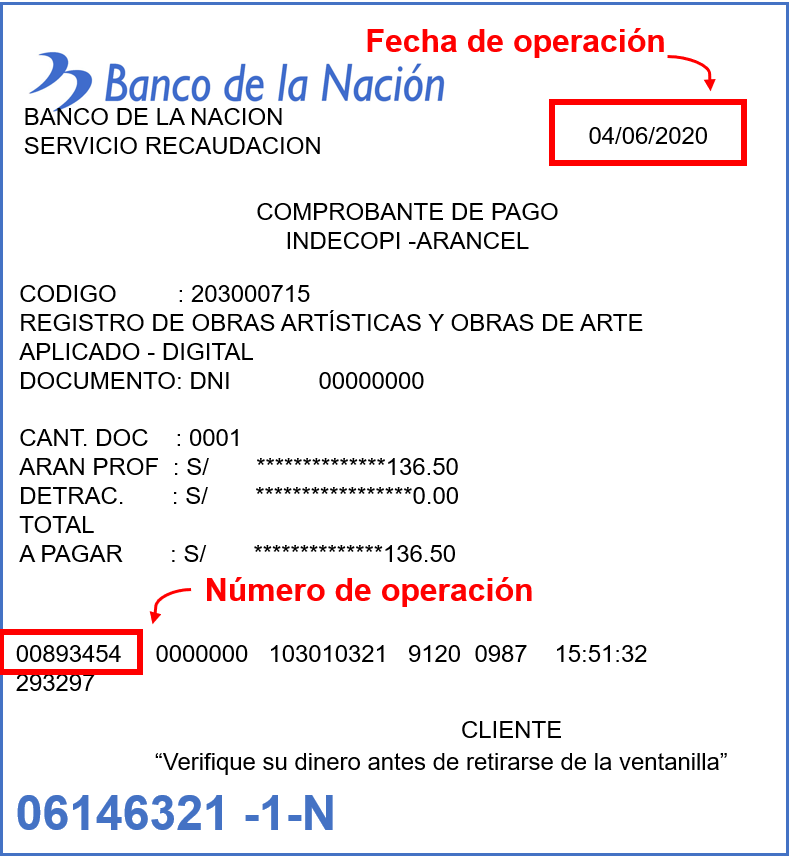 Fecha de operación
Banco de la Nación
BANCO DE LA NACION
SERVICIO RECAUDACION
04/06/2020
COMPROBANTE DE PAGO
INDECOPI -ARANCEL
CODIGO : 203000715
REGISTRO DE OBRAS ARTÍSTICAS Y OBRAS DE ARTE
APLICADO - DIGITAL
DOCUMENTO: DNI 00000000
CANT. DOC : 0001
ARAN PROF : S/ **************136.50
DETRAC. : S/ *****************0.00
TOTAL
A PAGAR : S/ **************136.50
Número de operación
00893454 0000000 103010321 9120 0987 15:51:32
293297
CLIENTE
“Verifique su dinero antes de retirarse de la ventanilla”
06146321 -1-N